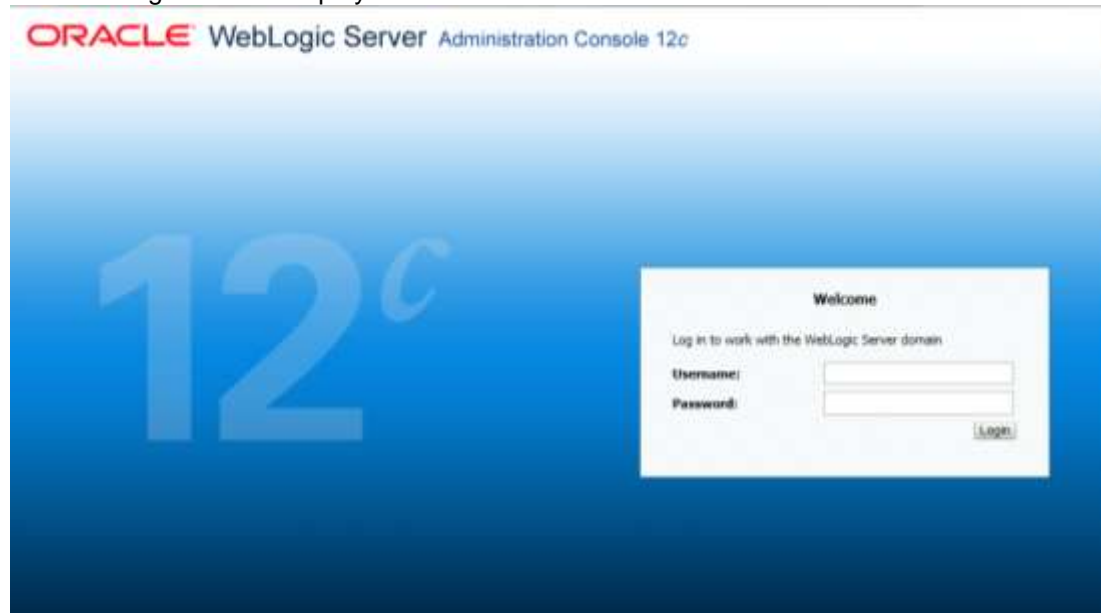 ORACLE WebLogic Server Administration Console 12c
12c
Welcome
Log in to work with the WebLogic Server domain
Username:
Password:
Login